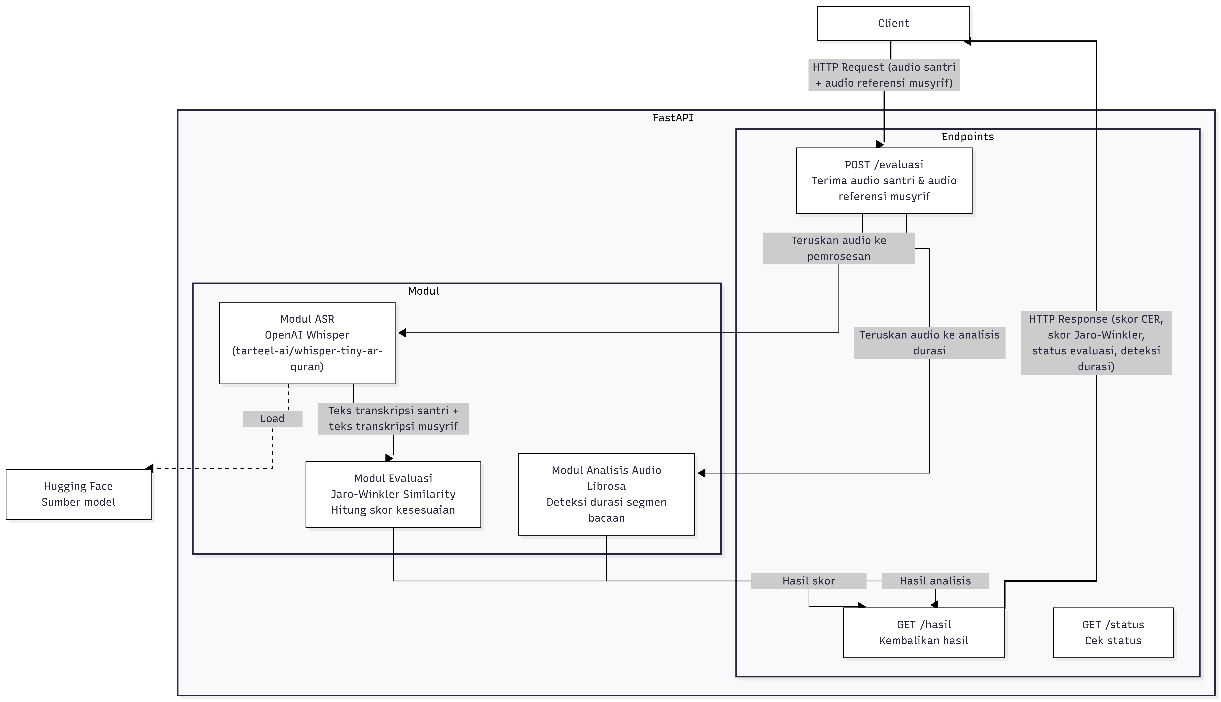 Client
HTTP Request (audio santri
+ audio referensi musyrif)
FastAPI
Endpoints
POST /evaluasi
Terima audio santri & audio
referensi musyrif
Teruskan audio ke
pemrosesan
Modul
Modul ASR
OpenAI Whisper
(tarteel-ai/whisper-tiny-ar-
quran)
Teruskan audio ke analisis
durasi
HTTP Response (skor CER,
skor Jaro-Winkler,
status evaluasi, deteksi
durasi)
Load
Teks transkripsi santri +
teks transkripsi musyrif
Hugging Face
Sumber model
Modul Evaluasi
Jaro-Winkler Similarity
Hitung skor kesesuaian
Modul Analisis Audio
Librosa
Deteksi durasi segmen
bacaan
Hasil skor
Hasil analisis
GET /hasil
Kembalikan hasil
GET /status
Cek status